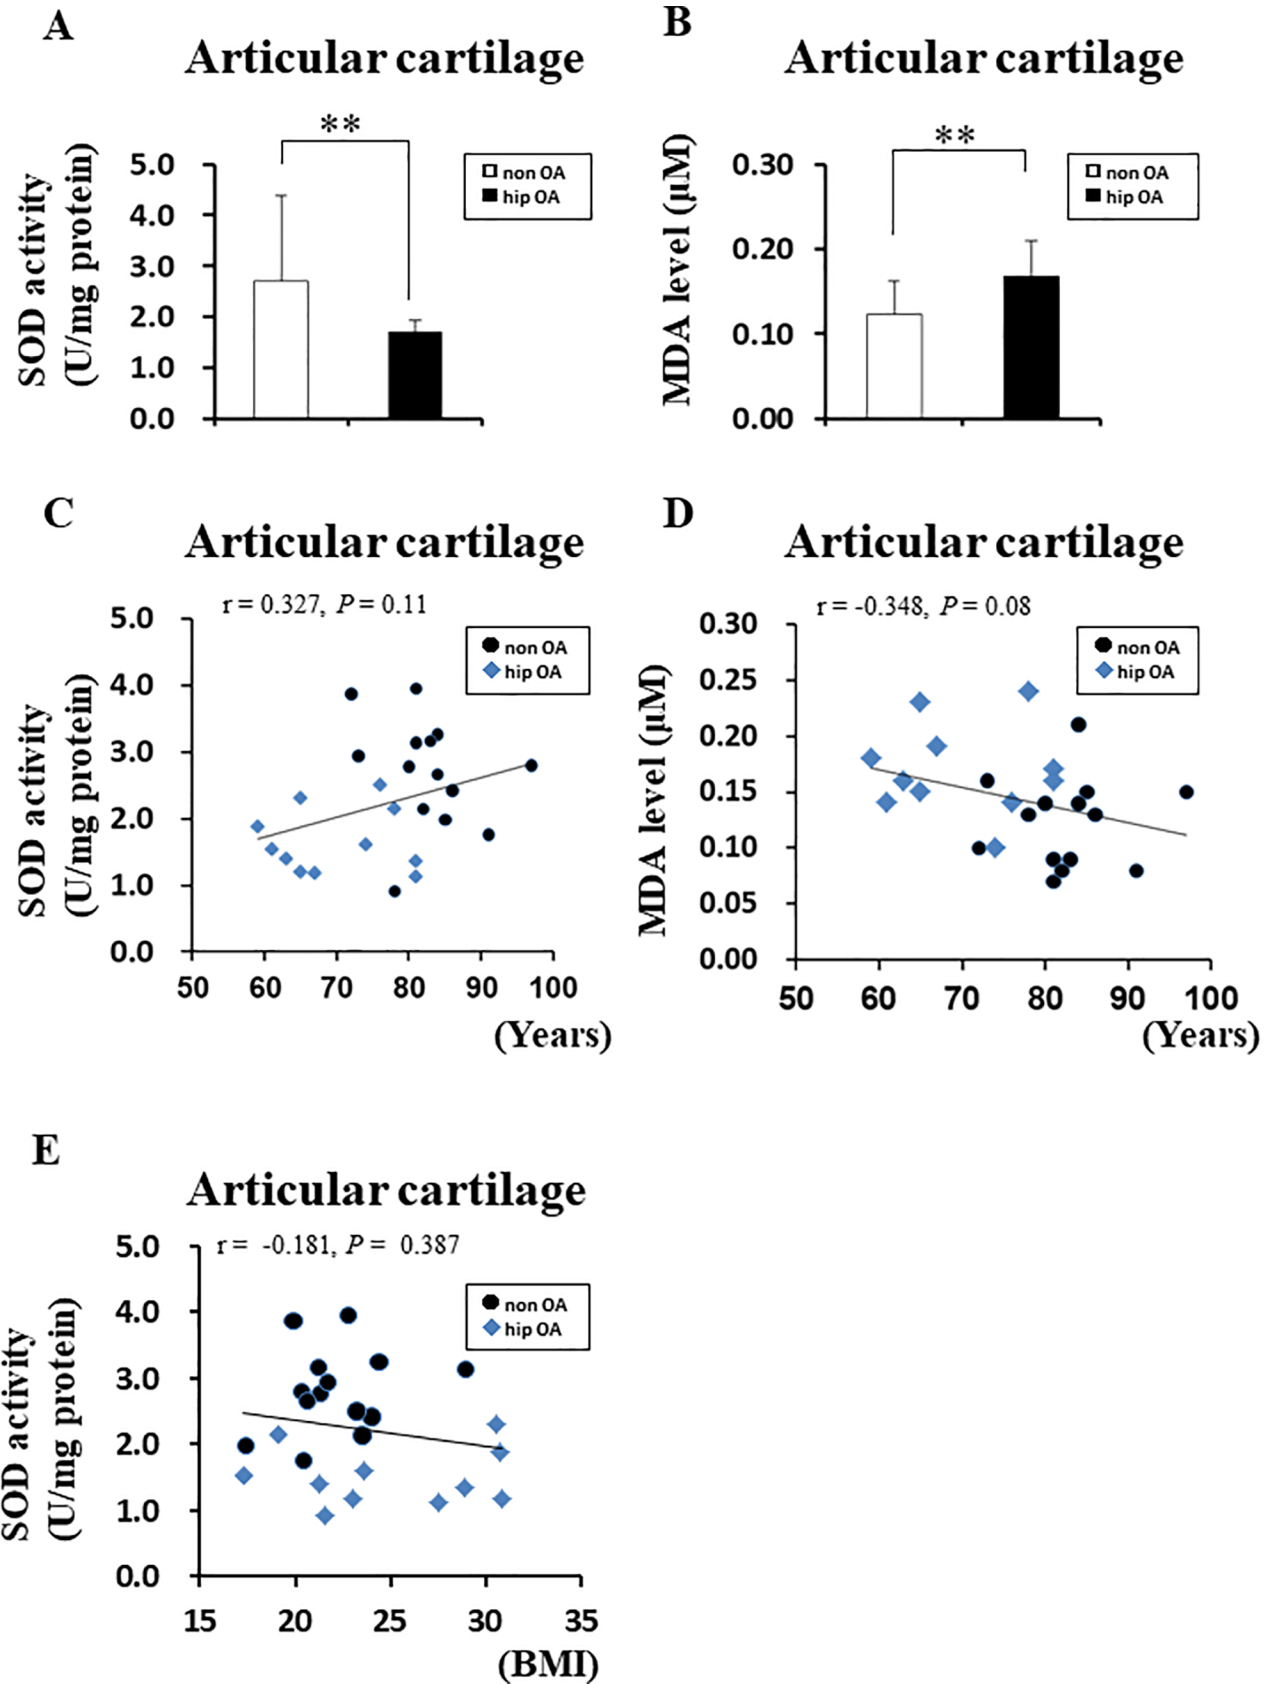 A
Articular cartilage
**
SOD activity
(U/mg protein)
5.0
4.0
3.0
2.0
1.0
0.0
non OA
hip OA
B
Articular cartilage
**
MDA level (μM)
0.30
0.20
0.10
0.00
non OA
hip OA
C
Articular cartilage
r = 0.327, P = 0.11
SOD activity
(U/mg protein)
5.0
4.0
3.0
2.0
1.0
0.0
non OA
hip OA
50 60 70 80 90 100
(Years)
D
Articular cartilage
r = -0.348, P = 0.08
MDA level (μM)
0.30
0.25
0.20
0.15
0.10
0.05
0.00
non OA
hip OA
50 60 70 80 90 100
(Years)
E
Articular cartilage
r = -0.181, P = 0.387
SOD activity
(U/mg protein)
5.0
4.0
3.0
2.0
1.0
0.0
non OA
hip OA
15 20 25 30 35
(BMI)